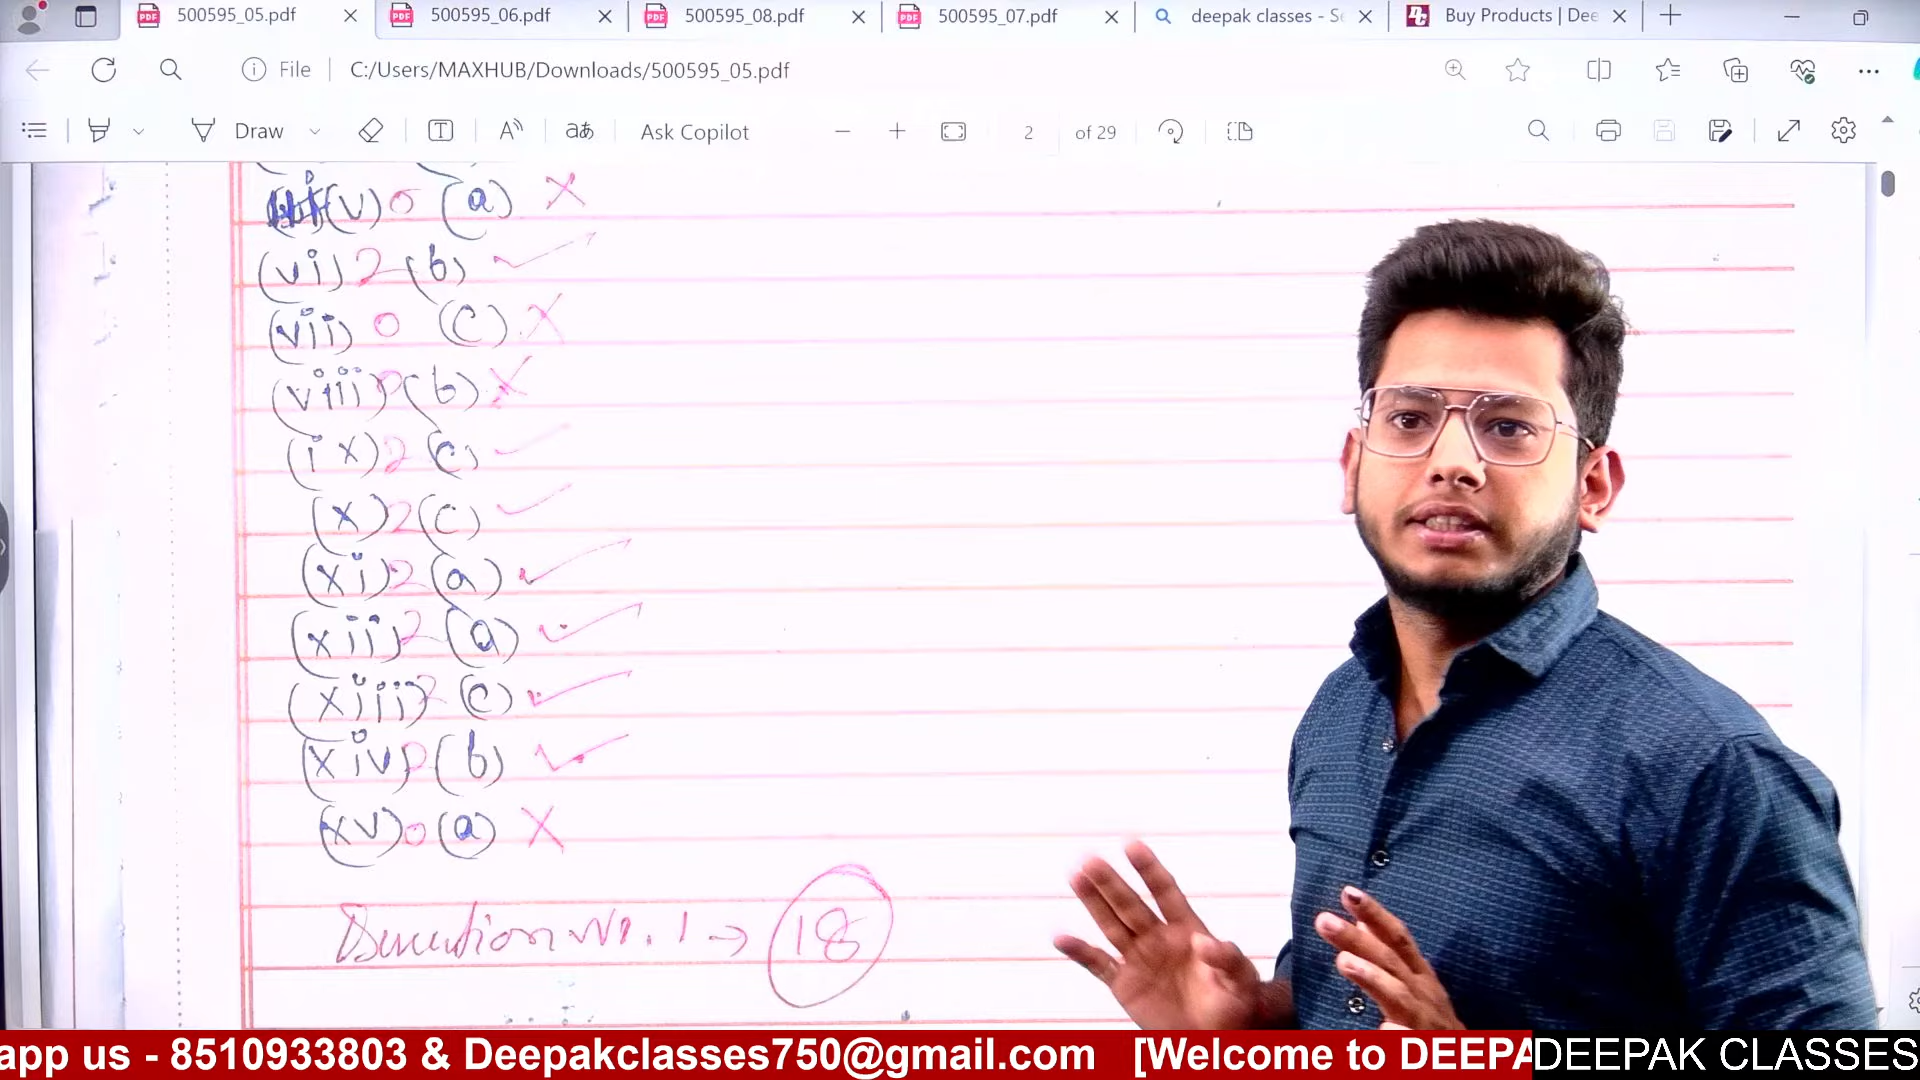 500595_05.pdf 500595_06.pdf 500595_08.pdf 500595_07.pdf deepak classes - Se Buy Products | Dee
File C:/Users/MAXHUB/Downloads/500595_05.pdf
Draw Ask Copilot 2 of 29
(v) 0 (a)
(vi) 2 (b)
(vii) 0 (c)
(viii) 0 (b)
(ix) 2 (c)
(x) 2 (c)
(xi) 2 (a)
(xii) 2 (a)
(xiii) 2 (c)
(xiv) 2 (b)
(xv) 0 (a)
No. 1 → 18
app us - 8510933803 & Deepakclasses750@gmail.com [Welcome to DEEPA
DEEPAK CLASSES